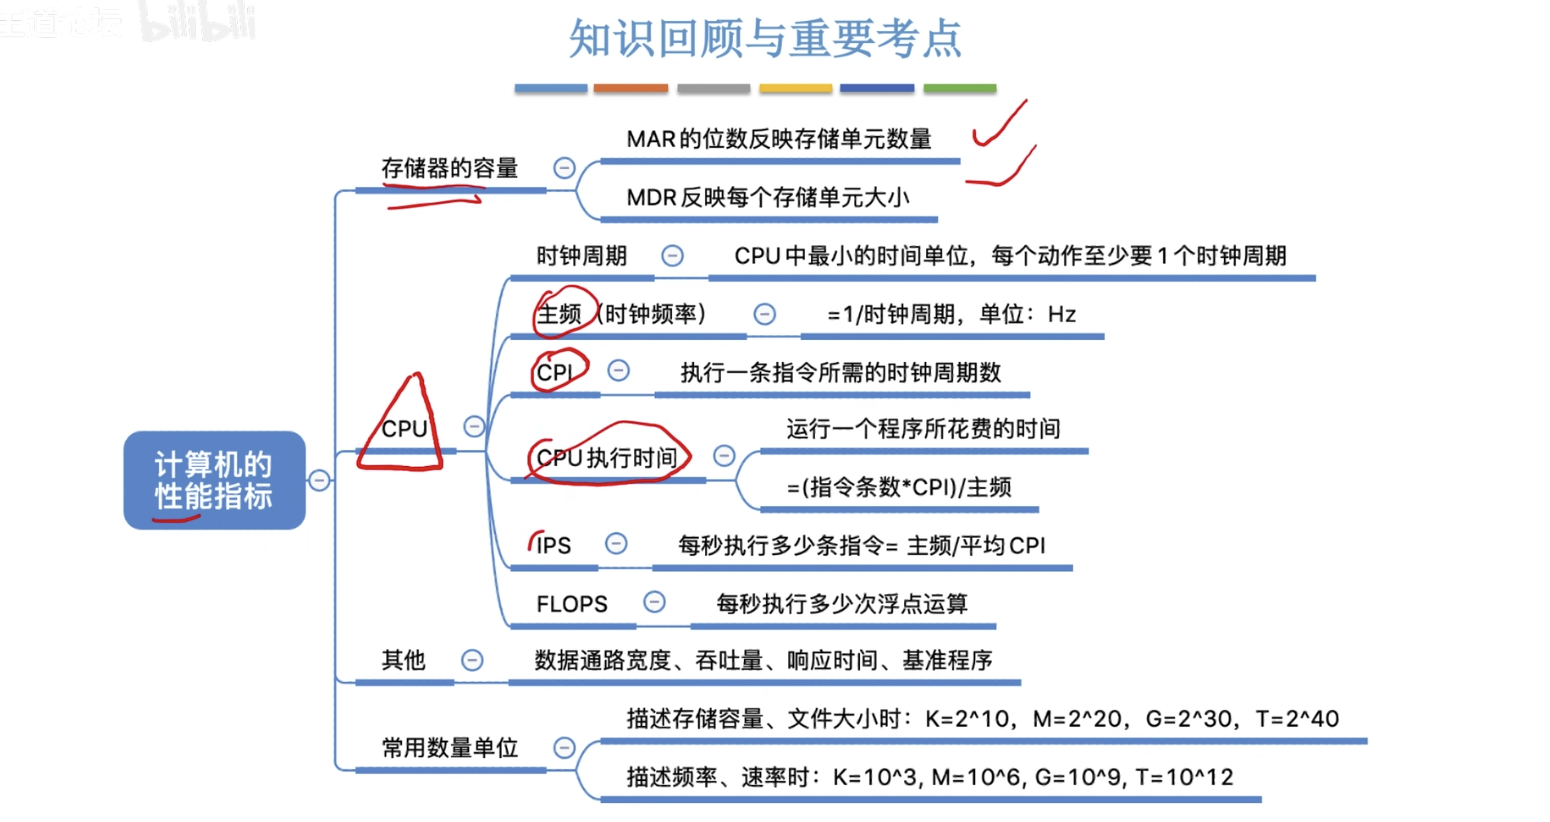 王道论坛 bilibili
知识回顾与重要考点
MAR的位数反映存储单元数量
存储器的容量
MDR反映每个存储单元大小
时钟周期 CPU中最小的时间单位，每个动作至少要1个时钟周期
主频（时钟频率） =1/时钟周期，单位：Hz
CPI 执行一条指令所需的时钟周期数
CPU
运行一个程序所花费的时间
CPU执行时间
=(指令条数*CPI)/主频
计算机的
性能指标
IPS 每秒执行多少条指令= 主频/平均CPI
FLOPS 每秒执行多少次浮点运算
其他 数据通路宽度、吞吐量、响应时间、基准程序
描述存储容量、文件大小时：K=2^10，M=2^20，G=2^30，T=2^40
常用数量单位
描述频率、速率时：K=10^3, M=10^6, G=10^9, T=10^12